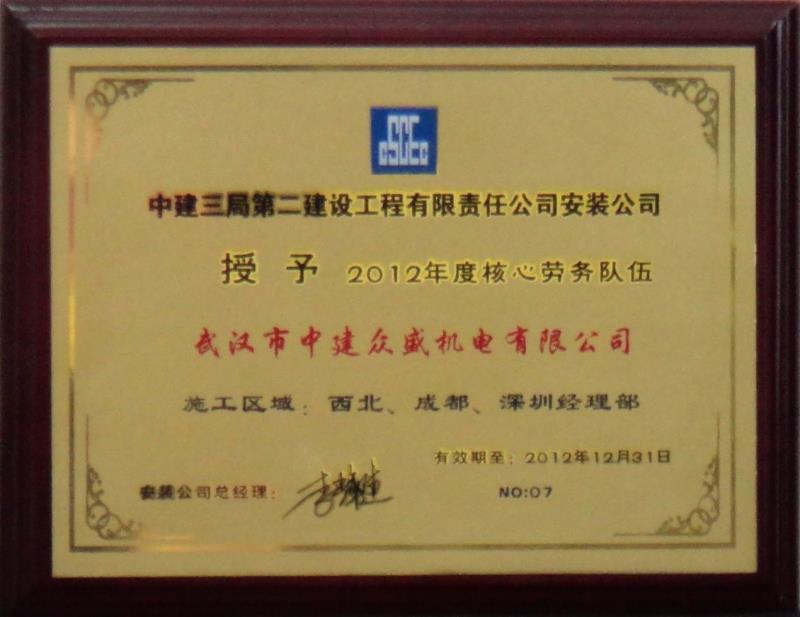 CSCEC
中建三局第二建设工程有限责任公司安装公司
授予 2012年度核心劳务队伍
武汉市中建众盛机电有限公司
施工区域：西北、成都、深圳经理部
有效期至：2012年12月31日
安装公司总经理：
NO:07